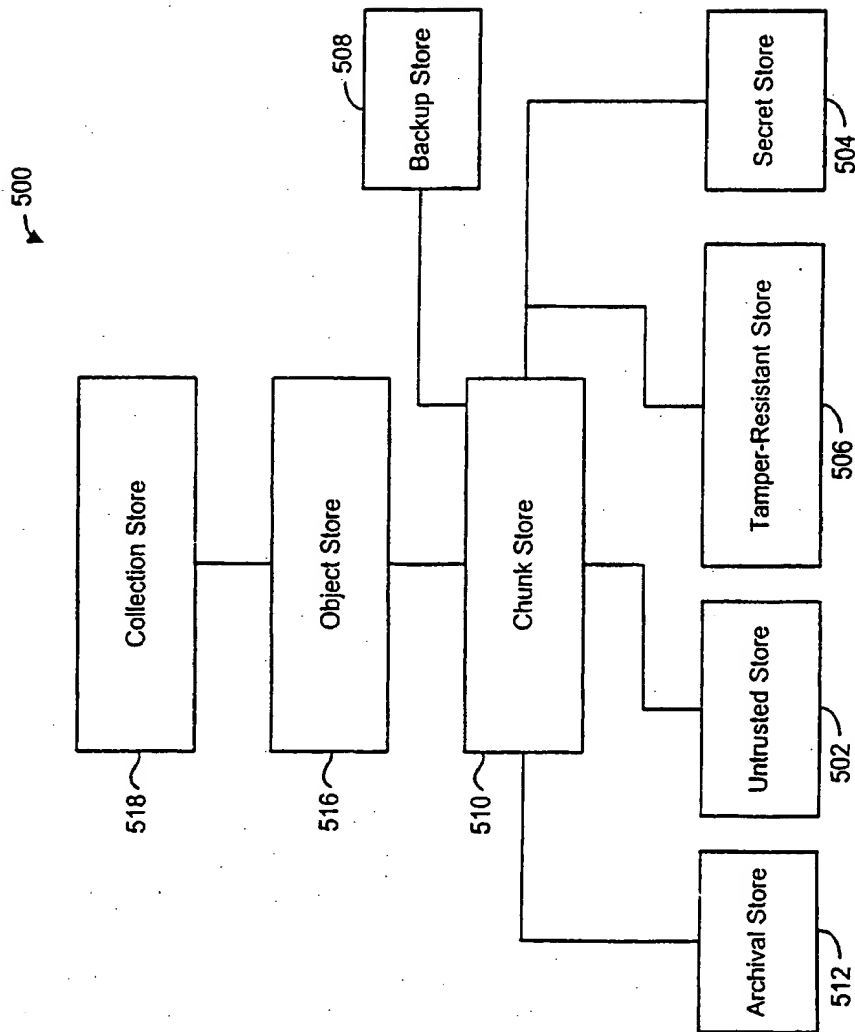 500
Collection Store
518
Object Store
516
Backup Store
508
Chunk Store
510
Archival Store
512
Untrusted Store
502
Tamper-Resistant Store
506
Secret Store
504